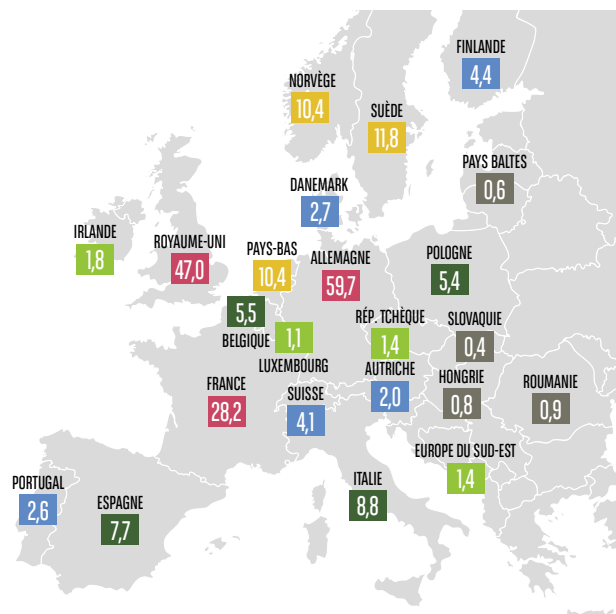 FINLANDE
4,4
NORVÈGE
10,4
SUÈDE
11,8
PAYS BALTES
0,6
DANEMARK
2,7
IRLANDE
1,8
ROYAUME-UNI
47,0
PAYS-BAS
10,4
ALLEMAGNE
59,7
POLOGNE
5,4
5,5
BELGIQUE
1,1
LUXEMBOURG
RÉP. TCHÈQUE
1,4
SLOVAQUIE
0,4
FRANCE
28,2
SUISSE
4,1
AUTRICHE
2,0
HONGRIE
0,8
ROUMANIE
0,9
EUROPE DU SUD-EST
1,4
PORTUGAL
2,6
ESPAGNE
7,7
ITALIE
8,8